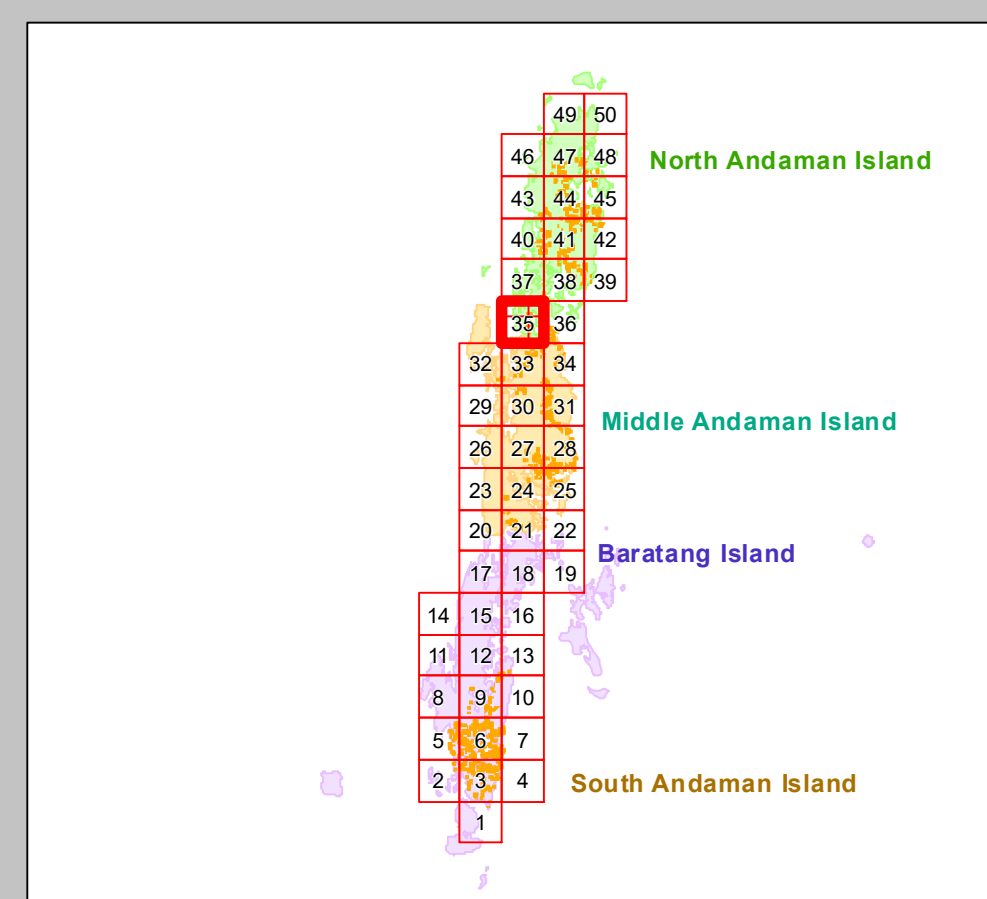 49 50
46 47 48
North Andaman Island
43 44 45
40 41 42
37 38 39
35 36
32 33 34
29 30 31
Middle Andaman Island
26 27 28
23 24 25
20 21 22
Baratang Island
17 18 19
14 15 16
11 12 13
8 9 10
5 6 7
2 3 4
South Andaman Island
1